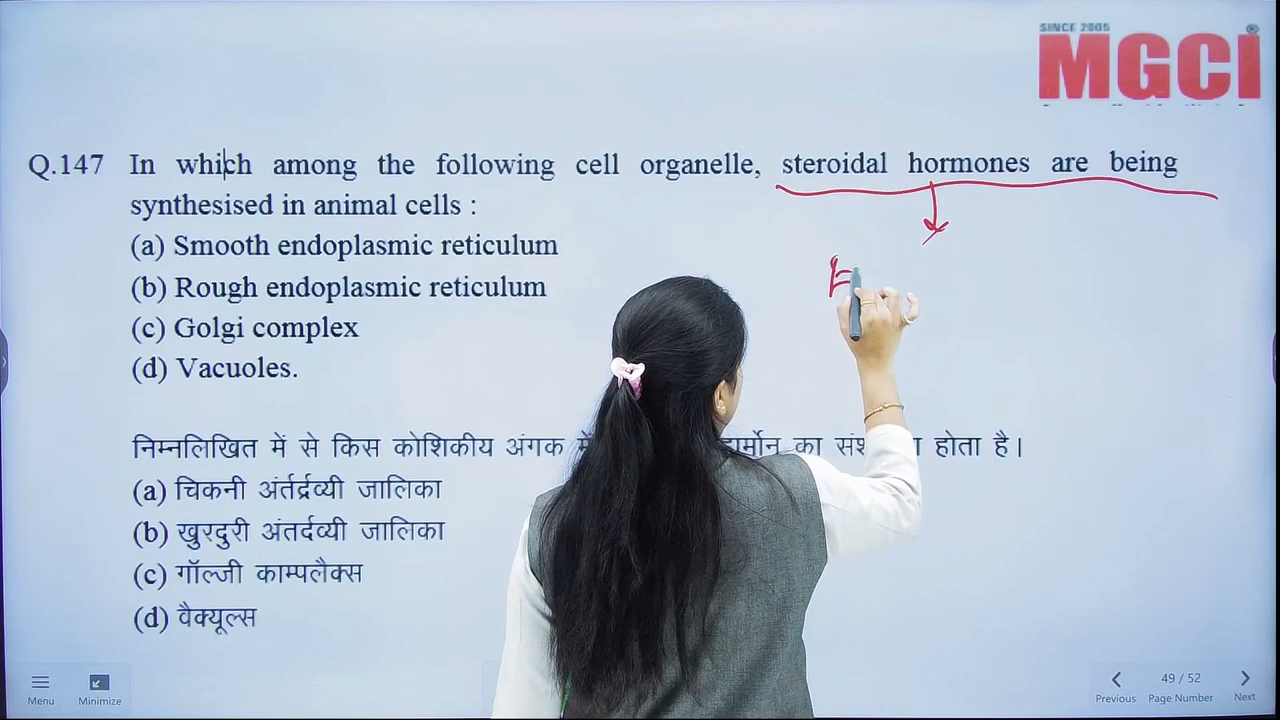 SINCE 2005
MGCI
Q.147 In which among the following cell organelle, steroidal hormones are being
synthesised in animal cells :
(a) Smooth endoplasmic reticulum
(b) Rough endoplasmic reticulum
(c) Golgi complex
(d) Vacuoles.
निम्नलिखित में से किस कोशिकीय अंगक का होता है।
(a) चिकनी अंर्तर्द्रव्यी जालिका
(b) खुरदुरी अंतर्दव्यी जालिका
(c) गॉल्जी काम्पलैक्स
(d) वैक्यूल्स
Menu
Minimize
Previous
49 / 52
Page Number
Next